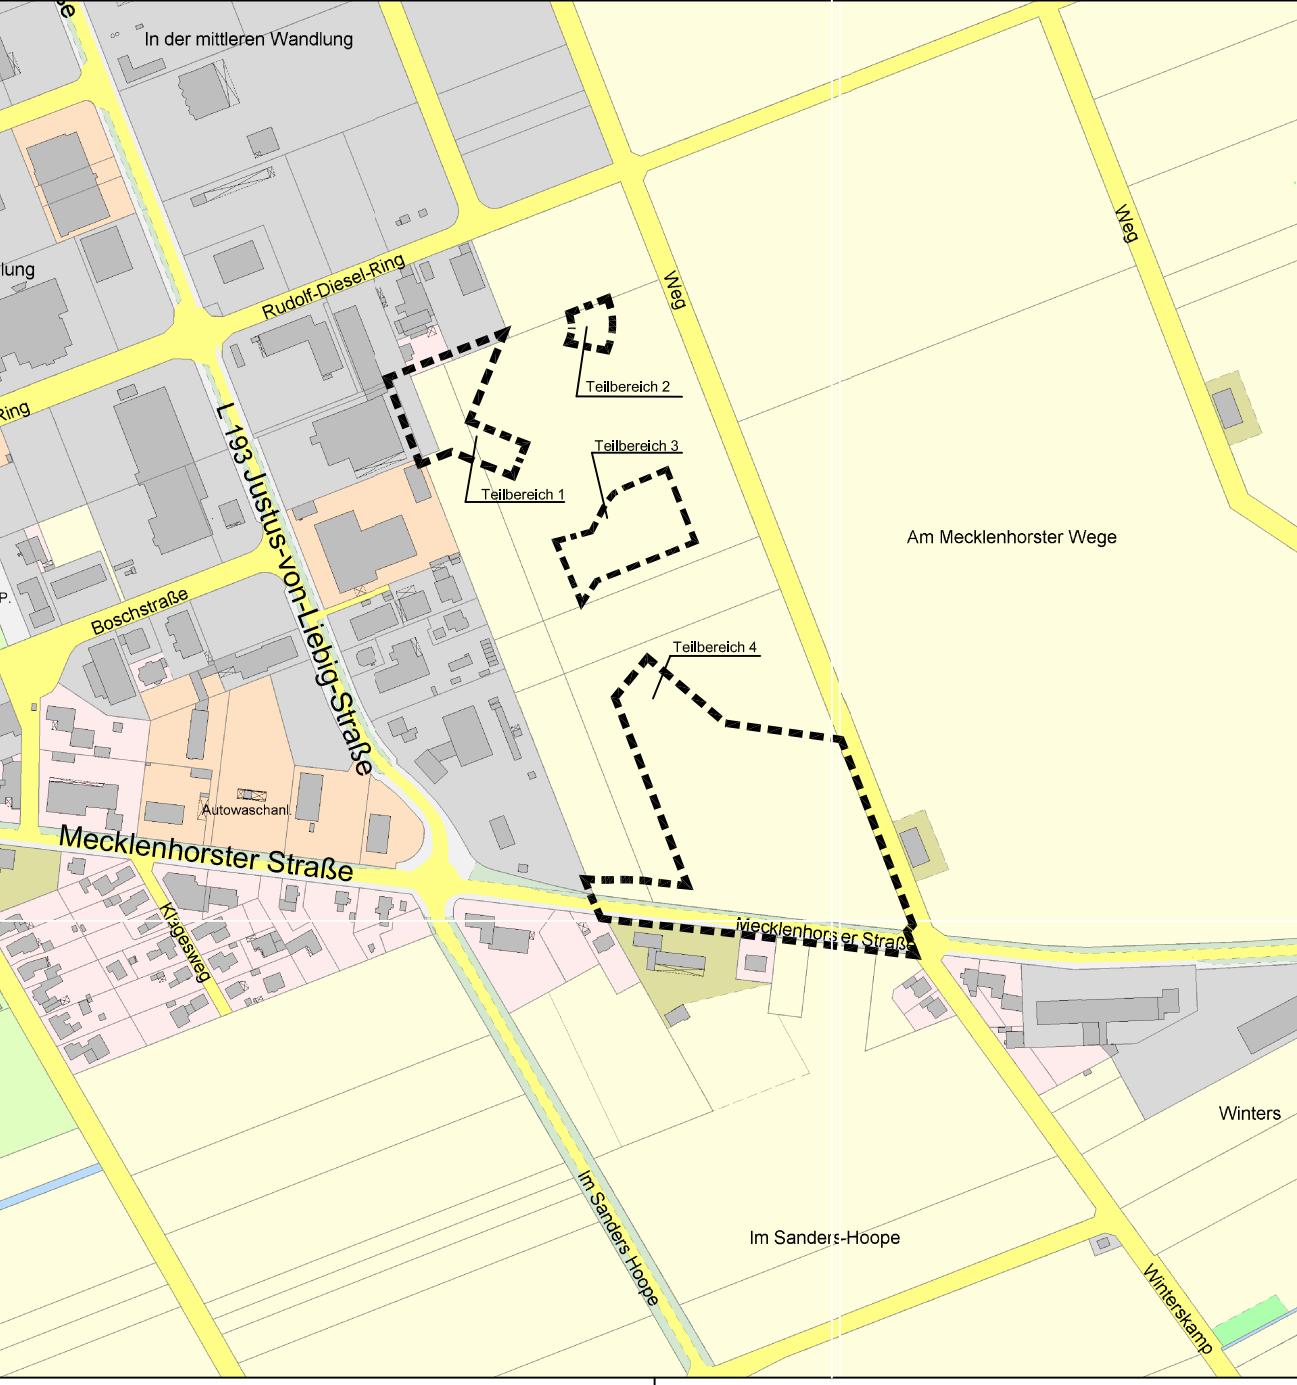 In der mittleren Wandlung
Weg
Weg
Rudolf-Diesel-Ring
Teilbereich 2
Teilbereich 3
Teilbereich 1
L 193 Justus-von-Liebig-Straße
Am Mecklenhorster Wege
P.
Boschstraße
Teilbereich 4
Autowaschanl.
Mecklenhorster Straße
Klagesweg
Mecklenhorster Straße
Winters
Im Sanders Hoope
Im Sanders-Hoope
Winterskamp